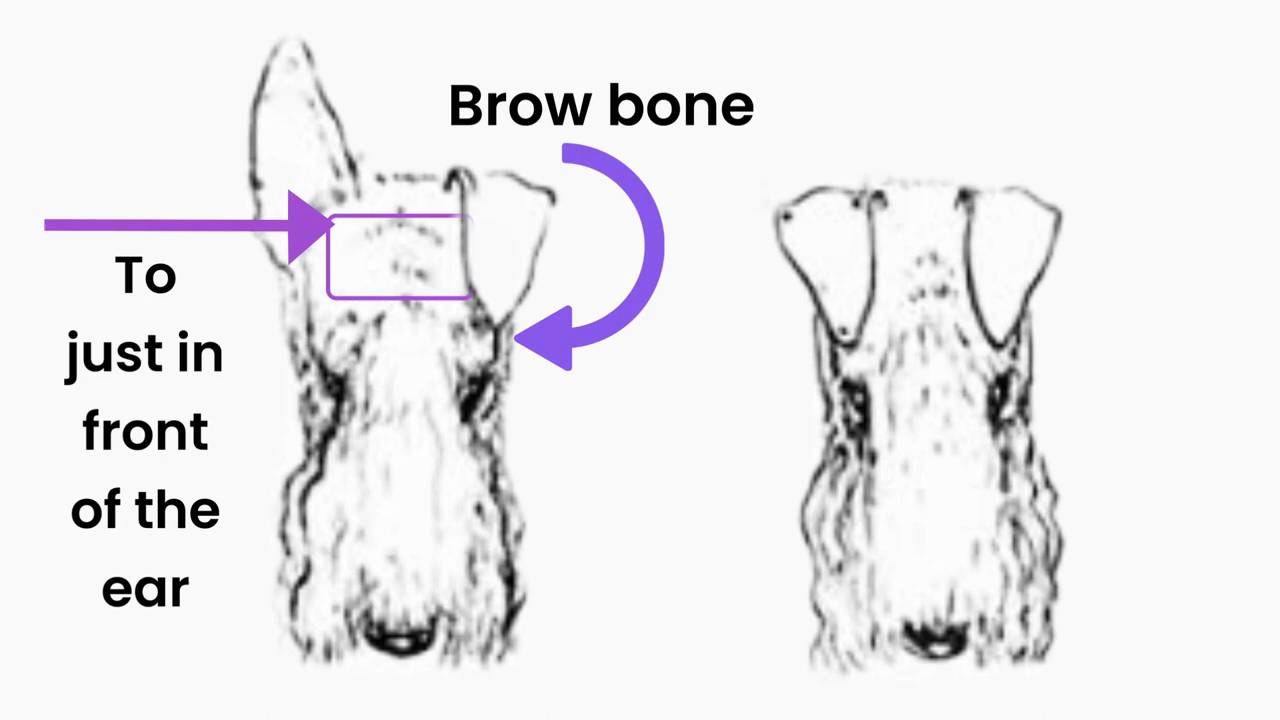 Brow bone
To
just in
front
of the
ear